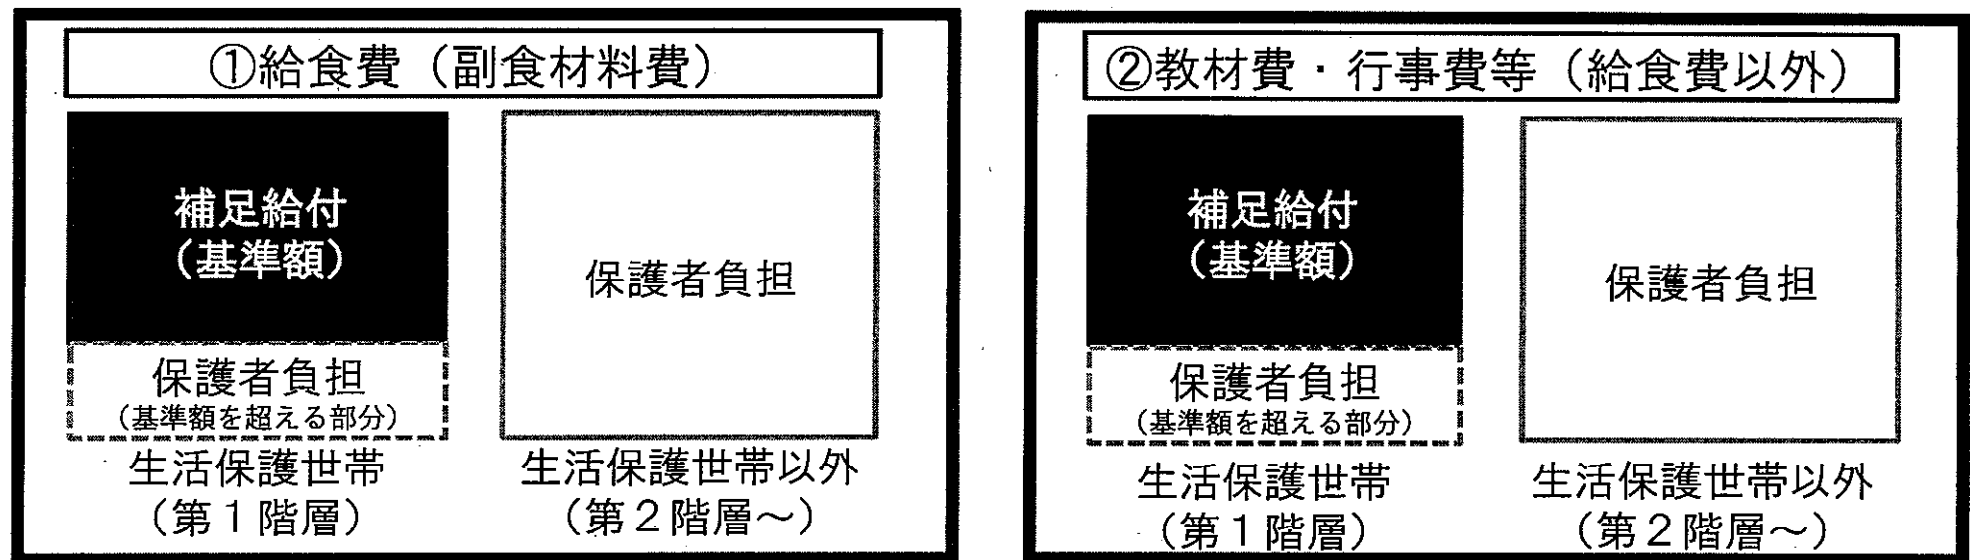 ①給食費（副食材料費）
補足給付
（基準額）
保護者負担
（基準額を超える部分）
生活保護世帯
（第１階層）
保護者負担
生活保護世帯以外
（第２階層～）
②教材費・行事費等（給食費以外）
補足給付
（基準額）
保護者負担
（基準額を超える部分）
生活保護世帯
（第１階層）
保護者負担
生活保護世帯以外
（第２階層～）